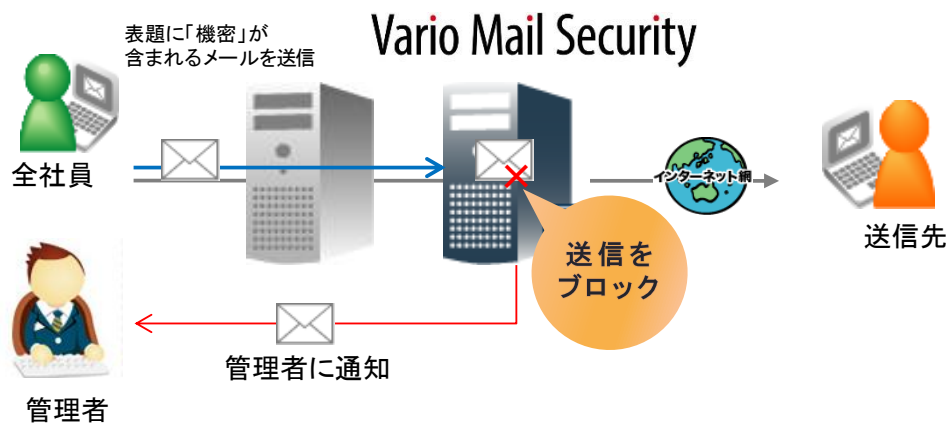 表題に「機密」が
含まれるメールを送信
Vario Mail Security
全社員
インターネット網
送信先
送信を
ブロック
管理者に通知
管理者